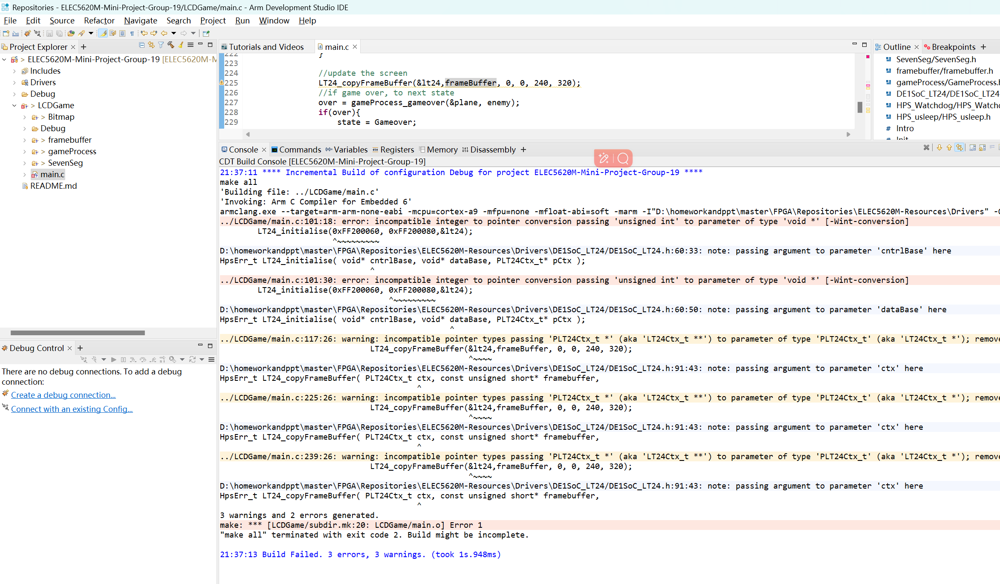 Repositories - ELEC5620M-Mini-Project-Group-19/LCDGame/main.c - Arm Development Studio IDE
File Edit Source Refactor Navigate Search Project Run Window Help
Project Explorer
ELEC5620M-Mini-Project-Group-19 [ELEC5620M-M
Includes
Drivers
Debug
> LCDGame
> Bitmap
Debug
> framebuffer
> gameProcess
> SevenSeg
main.c
README.md
Debug Control
There are no debug connections. To add a debug
connection:
Create a debug connection...
Connect with an existing Config...
Tutorials and Videos main.c
222 }
223
224 //update the screen
225 LT24_copyFrameBuffer(&lt24,frameBuffer, 0, 0, 240, 320);
226 //if game over, to next state
227 over = gameProcess_gameover(&plane, enemy);
228 if(over){
229 state = Gameover;
Outline Breakpoints
SevenSeg/SevenSeg.h
framebuffer/framebuffer.h
gameProcess/GameProcess.h
DE1SoC_LT24/DE1SoC_LT24
HPS_Watchdog/HPS_Watchd
HPS_usleep/HPS_usleep.h
# Intro
# Init
Console Commands Variables Registers Memory Disassembly
CDT Build Console [ELEC5620M-Mini-Project-Group-19]
21:37:11 **** Incremental Build of configuration Debug for project ELEC5620M-Mini-Project-Group-19 ****
make all
'Building file: ../LCDGame/main.c'
'Invoking: Arm C Compiler for Embedded 6'
armclang.exe --target=arm-arm-none-eabi -mcpu=cortex-a9 -mfpu=none -mfloat-abi=soft -marm -I"D:\homeworkandppt\master\FPGA\Repositories\ELEC5620M-Resources\Drivers" -
../LCDGame/main.c:101:18: error: incompatible integer to pointer conversion passing 'unsigned int' to parameter of type 'void *' [-Wint-conversion]
LT24_initialise(0xFF200060, 0xFF200080,&lt24);
^~~~~~~~~~
D:\homeworkandppt\master\FPGA\Repositories\ELEC5620M-Resources\Drivers\DE1SoC_LT24/DE1SoC_LT24.h:60:33: note: passing argument to parameter 'cntrlBase' here
HpsErr_t LT24_initialise( void* cntrlBase, void* dataBase, PLT24Ctx_t* pCtx );
^
../LCDGame/main.c:101:30: error: incompatible integer to pointer conversion passing 'unsigned int' to parameter of type 'void *' [-Wint-conversion]
LT24_initialise(0xFF200060, 0xFF200080,&lt24);
^~~~~~~~~~
D:\homeworkandppt\master\FPGA\Repositories\ELEC5620M-Resources\Drivers\DE1SoC_LT24/DE1SoC_LT24.h:60:50: note: passing argument to parameter 'dataBase' here
HpsErr_t LT24_initialise( void* cntrlBase, void* dataBase, PLT24Ctx_t* pCtx );
^
../LCDGame/main.c:117:26: warning: incompatible pointer types passing 'PLT24Ctx_t *' (aka 'LT24Ctx_t **') to parameter of type 'PLT24Ctx_t' (aka 'LT24Ctx_t *'); remove
LT24_copyFrameBuffer(&lt24,frameBuffer, 0, 0, 240, 320);
^~~~~
D:\homeworkandppt\master\FPGA\Repositories\ELEC5620M-Resources\Drivers\DE1SoC_LT24/DE1SoC_LT24.h:91:43: note: passing argument to parameter 'ctx' here
HpsErr_t LT24_copyFrameBuffer( PLT24Ctx_t ctx, const unsigned short* framebuffer,
^
../LCDGame/main.c:225:26: warning: incompatible pointer types passing 'PLT24Ctx_t *' (aka 'LT24Ctx_t **') to parameter of type 'PLT24Ctx_t' (aka 'LT24Ctx_t *'); remove
LT24_copyFrameBuffer(&lt24,frameBuffer, 0, 0, 240, 320);
^~~~~
D:\homeworkandppt\master\FPGA\Repositories\ELEC5620M-Resources\Drivers\DE1SoC_LT24/DE1SoC_LT24.h:91:43: note: passing argument to parameter 'ctx' here
HpsErr_t LT24_copyFrameBuffer( PLT24Ctx_t ctx, const unsigned short* framebuffer,
^
../LCDGame/main.c:239:26: warning: incompatible pointer types passing 'PLT24Ctx_t *' (aka 'LT24Ctx_t **') to parameter of type 'PLT24Ctx_t' (aka 'LT24Ctx_t *'); remove
LT24_copyFrameBuffer(&lt24,frameBuffer, 0, 0, 240, 320);
^~~~~
D:\homeworkandppt\master\FPGA\Repositories\ELEC5620M-Resources\Drivers\DE1SoC_LT24/DE1SoC_LT24.h:91:43: note: passing argument to parameter 'ctx' here
HpsErr_t LT24_copyFrameBuffer( PLT24Ctx_t ctx, const unsigned short* framebuffer,
^
3 warnings and 2 errors generated.
make: *** [LCDGame/subdir.mk:20: LCDGame/main.o] Error 1
"make all" terminated with exit code 2. Build might be incomplete.
21:37:13 Build Failed. 3 errors, 3 warnings. (took 1s.948ms)